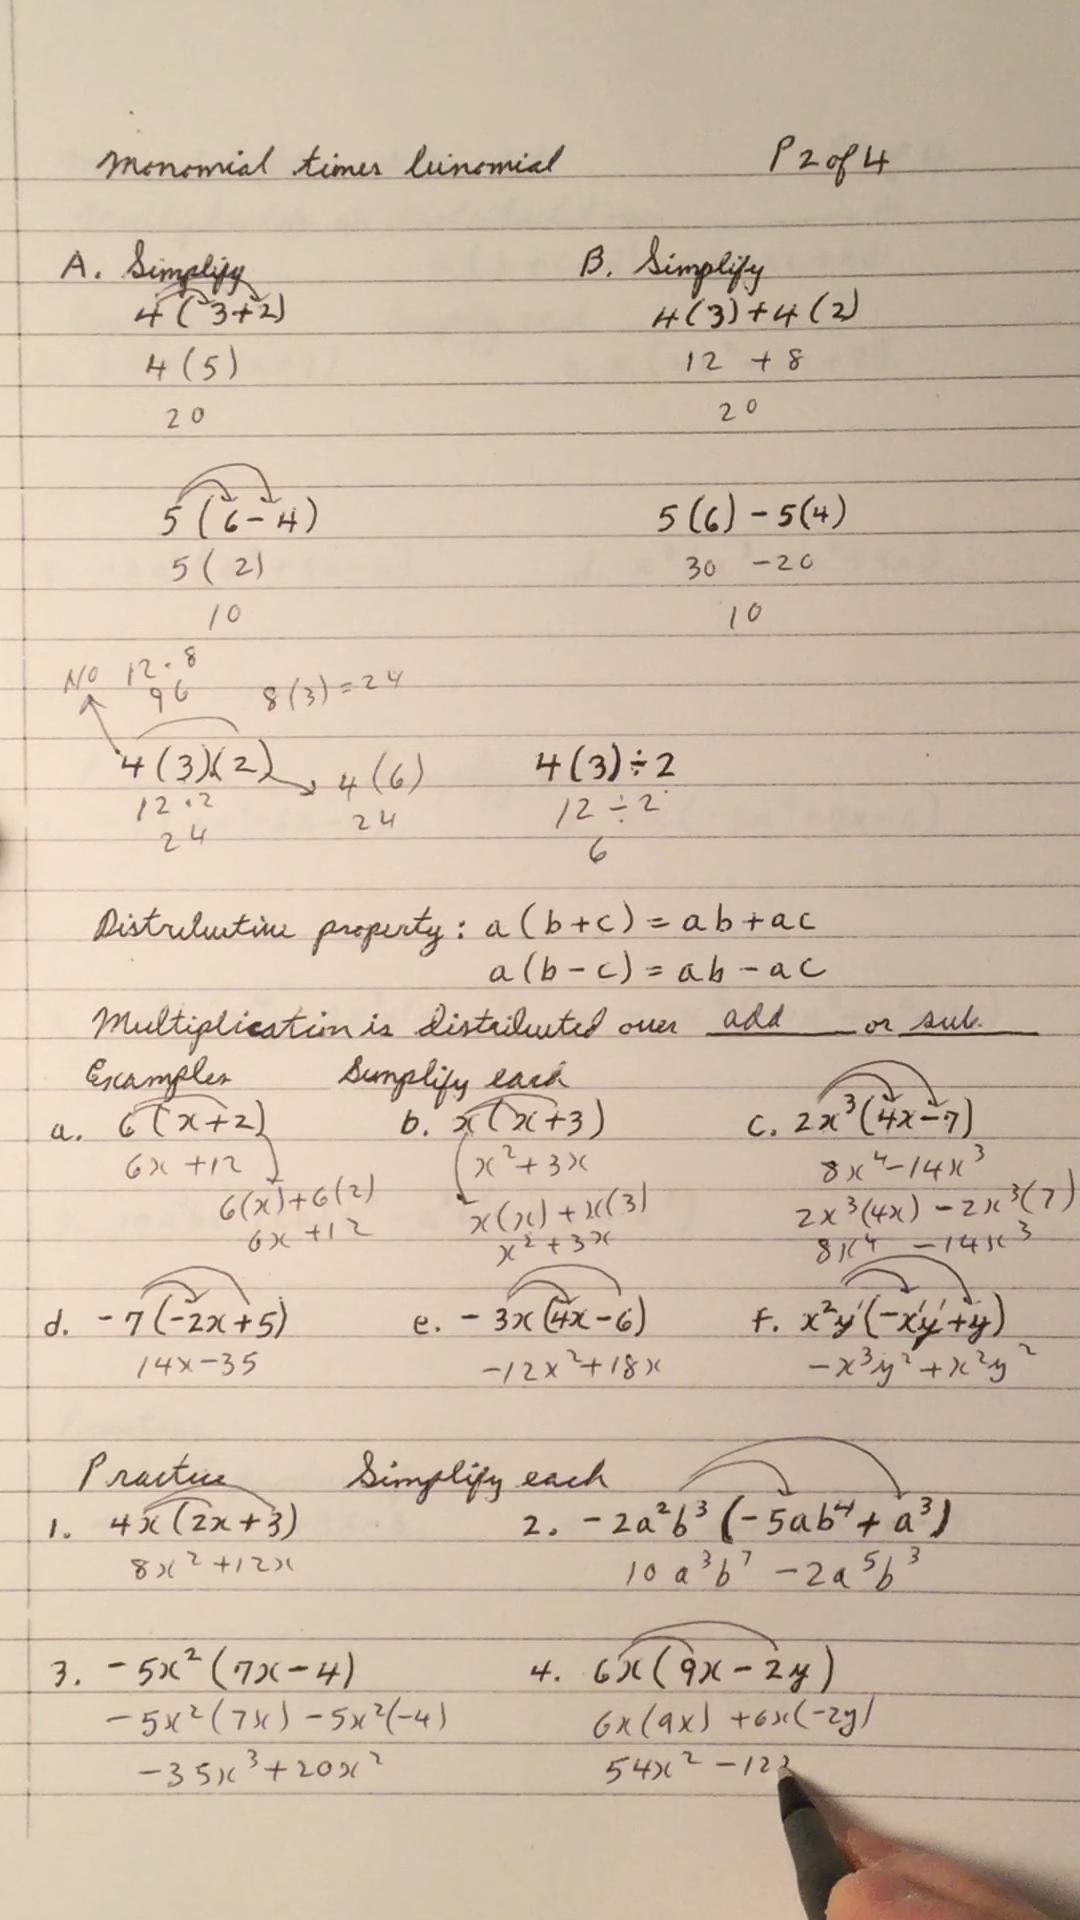 Monomial times binomial P 2 of 4
A. Simplify B. Simplify
4(3+2) 4(3)+4(2)
4(5) 12 + 8
20 20
5(6-4) 5(6)-5(4)
5(2) 30 -20
10 10
NO 12·8
96 8(3)=24
4(3)(2) 4(6) 4(3)÷2
12·2 24 12÷2
24 6
Distributive property: a(b+c)=ab+ac
a(b-c)=ab-ac
Multiplication is distributed over add or sub.
Examples Simplify each
a. 6(x+2) b. x(x+3) c. 2x³(4x-7)
6x+12 x²+3x 8x⁴-14x³
6(x)+6(2) x(x)+x(3) 2x³(4x)-2x³(7)
6x+12 x²+3x 8x⁴ -14x³
d. -7(-2x+5) e. -3x(4x-6) f. x²y¹(-x¹y¹+y)
14x-35 -12x²+18x -x³y²+x²y²
Practice Simplify each
1. 4x(2x+3) 2. -2a²b³(-5ab⁴+a³)
8x²+12x 10a³b⁷-2a⁵b³
3. -5x²(7x-4) 4. 6x(9x-2y)
-5x²(7x)-5x²(-4) 6x(9x)+6x(-2y)
-35x³+20x² 54x²-12